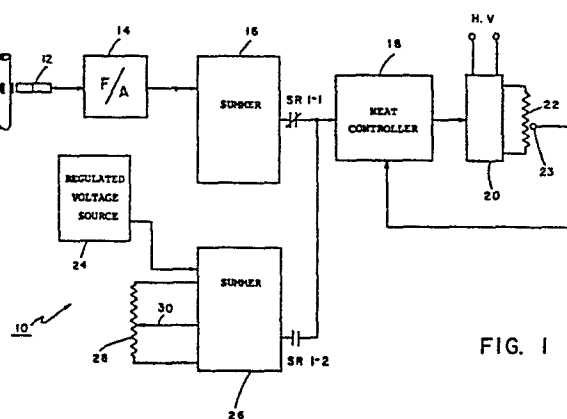 H.V
12
14
F/A
16
SUMMER
SR 1-1
18
HEAT
CONTROLLER
22
23
20
REGULATED
VOLTAGE
SOURCE
24
SUMMER
30
28
10
SR 1-2
26
FIG. 1